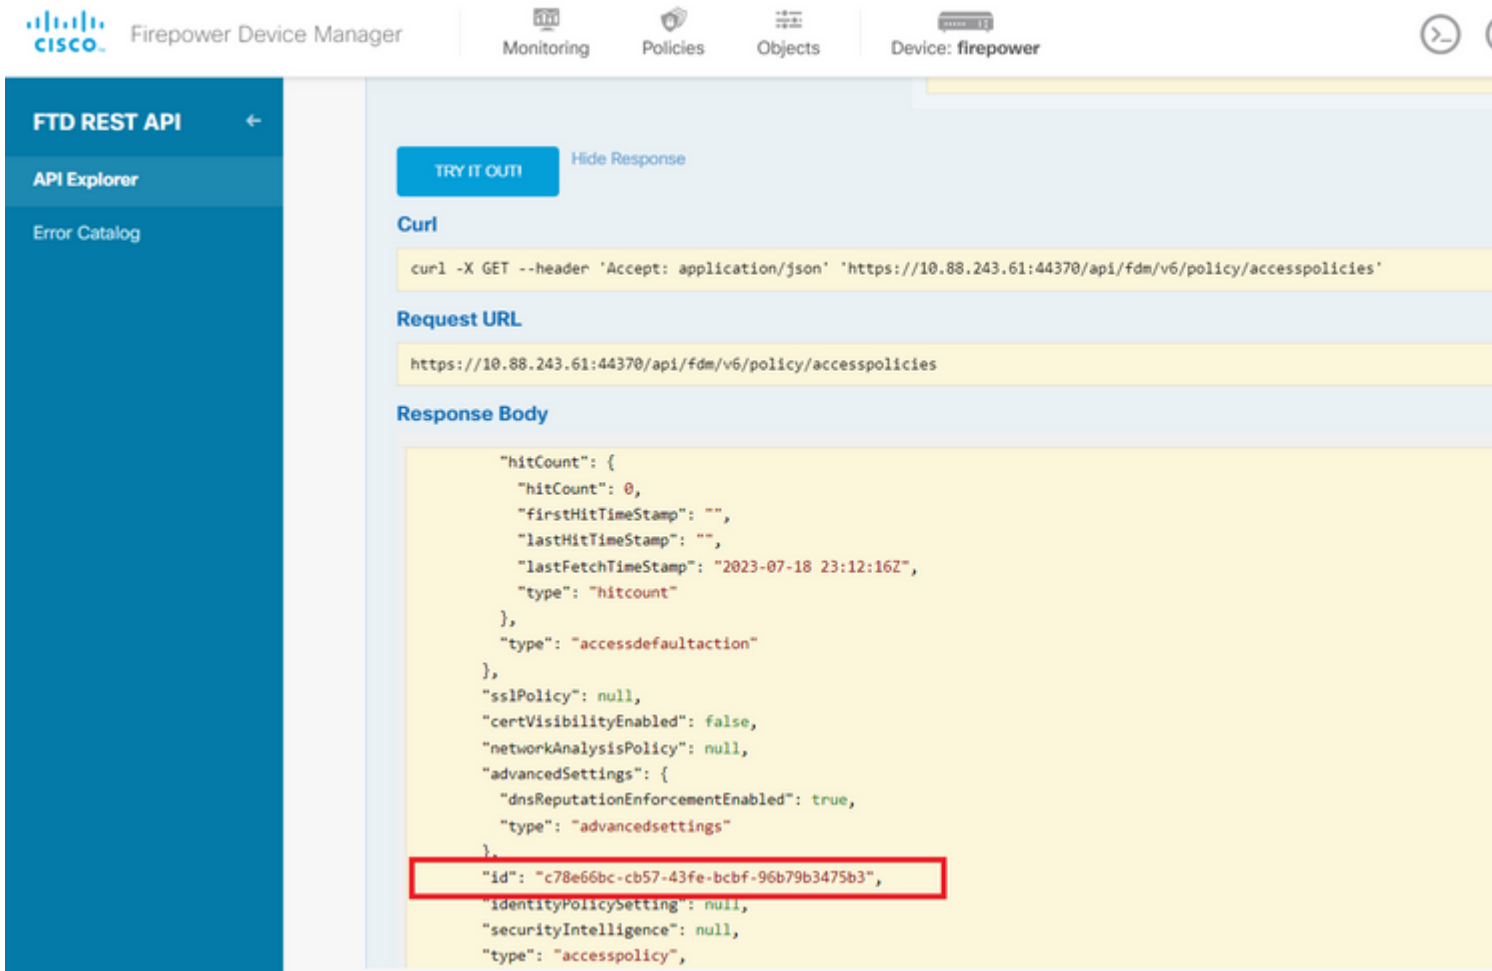 CISCO
Firepower Device Manager
Monitoring
Policies
Objects
Device: firepower
FTD REST API
API Explorer
Error Catalog
TRY IT OUT!
Hide Response
Curl
curl -X GET --header 'Accept: application/json' 'https://10.88.243.61:44370/api/fdm/v6/policy/accesspolicies'
Request URL
https://10.88.243.61:44370/api/fdm/v6/policy/accesspolicies
Response Body
"hitCount": {
"hitCount": 0,
"firstHitTimeStamp": "",
"lastHitTimeStamp": "",
"lastFetchTimeStamp": "2023-07-18 23:12:16Z",
"type": "hitcount"
},
"type": "accessdefaultaction"
},
"sslPolicy": null,
"certVisibilityEnabled": false,
"networkAnalysisPolicy": null,
"advancedSettings": {
"dnsReputationEnforcementEnabled": true,
"type": "advancedsettings"
},
"id": "c78e66bc-cb57-43fe-bcbf-96b79b3475b3",
"identityPolicySetting": null,
"securityIntelligence": null,
"type": "accesspolicy",